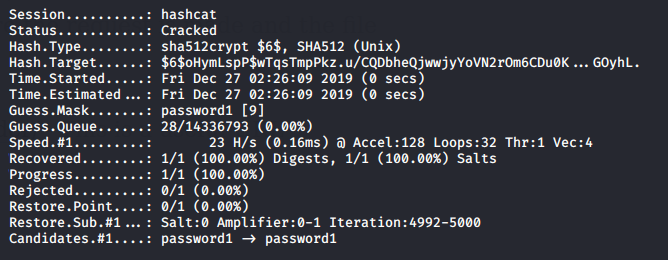 Session..........: hashcat
Status...........: Cracked
Hash.Type........: sha512crypt $6$, SHA512 (Unix)
Hash.Target......: $6$oHymLspP$wTqsTmpPkz.u/CQDbheQjwwjyYoVN2rOm6CDu0K...GOyhL.
Time.Started.....: Fri Dec 27 02:26:09 2019 (0 secs)
Time.Estimated...: Fri Dec 27 02:26:09 2019 (0 secs)
Guess.Mask.......: password1 [9]
Guess.Queue......: 28/14336793 (0.00%)
Speed.#1.........:       23 H/s (0.16ms) @ Accel:128 Loops:32 Thr:1 Vec:4
Recovered........: 1/1 (100.00%) Digests, 1/1 (100.00%) Salts
Progress.........: 1/1 (100.00%)
Rejected.........: 0/1 (0.00%)
Restore.Point....: 0/1 (0.00%)
Restore.Sub.#1...: Salt:0 Amplifier:0-1 Iteration:4992-5000
Candidates.#1....: password1 -> password1